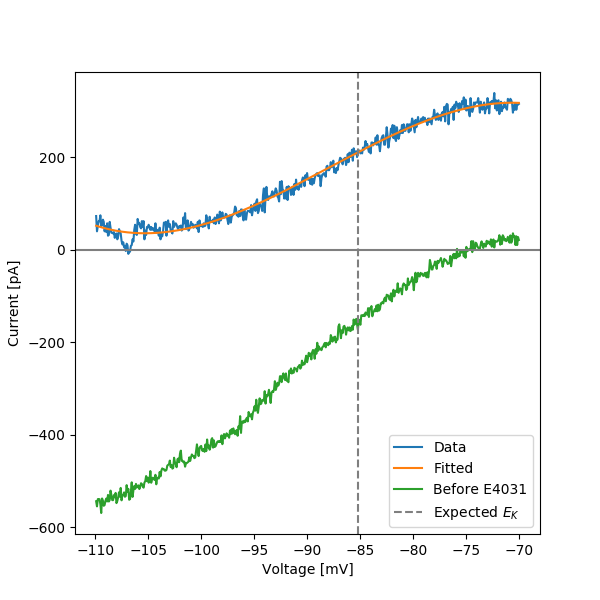 200
0
−200
−400
−600
Current [pA]
Data
Fitted
Before E4031
Expected E_K
−110 −105 −100 −95 −90 −85 −80 −75 −70
Voltage [mV]